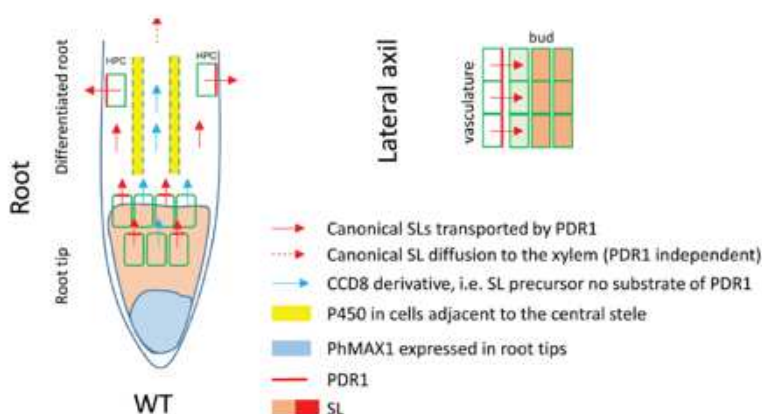 Root
Differentiated root
Root tip
HPC
HPC
WT
Lateral axil
bud
vasculature
Canonical SLs transported by PDR1
Canonical SL diffusion to the xylem (PDR1 independent)
CCD8 derivative, i.e. SL precursor no substrate of PDR1
P450 in cells adjacent to the central stele
PhMAX1 expressed in root tips
PDR1
SL